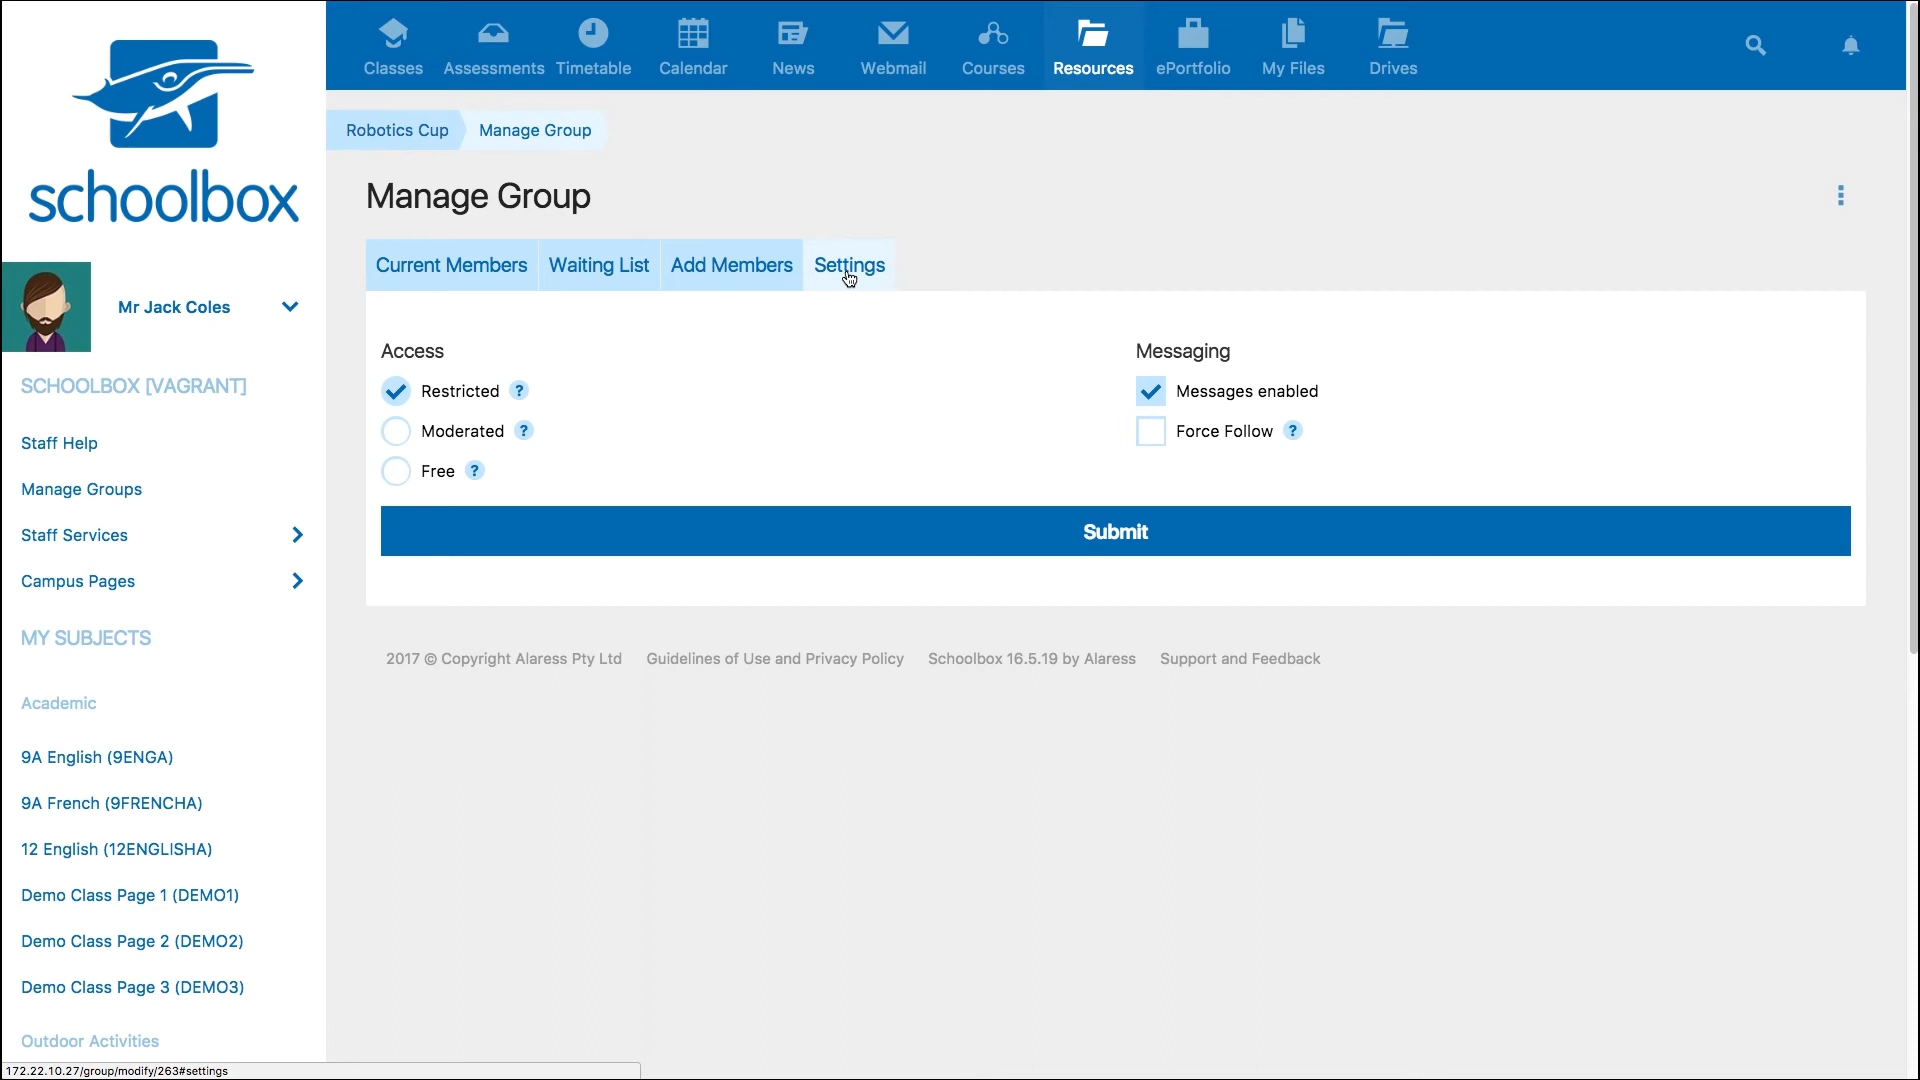 schoolbox
Classes
Assessments
Timetable
Calendar
News
Webmail
Courses
Resources
ePortfolio
My Files
Drives
Robotics Cup
Manage Group
Manage Group
Current Members
Waiting List
Add Members
Settings
Mr Jack Coles
SCHOOLBOX [VAGRANT]
Staff Help
Manage Groups
Staff Services
Campus Pages
MY SUBJECTS
Academic
9A English (9ENGA)
9A French (9FRENCHA)
12 English (12ENGLISHA)
Demo Class Page 1 (DEMO1)
Demo Class Page 2 (DEMO2)
Demo Class Page 3 (DEMO3)
Outdoor Activities
Access
Restricted ?
Moderated ?
Free ?
Messaging
Messages enabled
Force Follow ?
Submit
2017 © Copyright Alaress Pty Ltd Guidelines of Use and Privacy Policy Schoolbox 16.5.19 by Alaress Support and Feedback
172.22.10.27/group/modify/263#settings